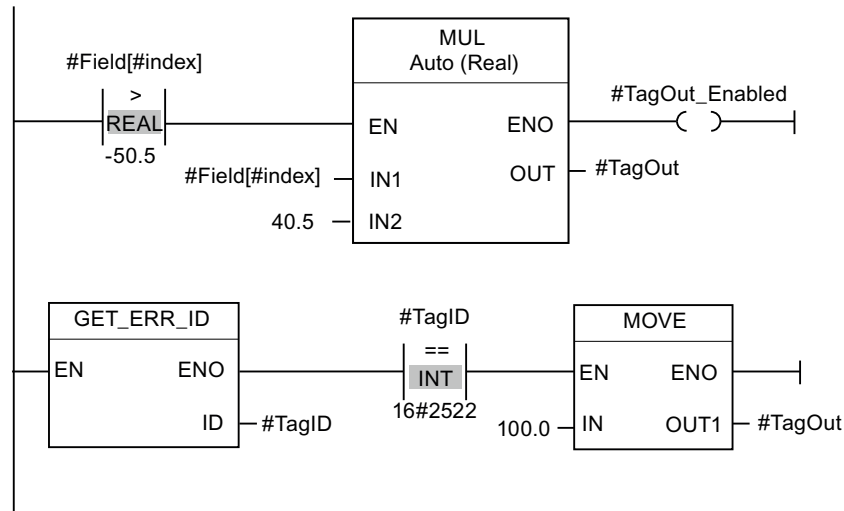 MUL
Auto (Real)
#Field[#index]
>
REAL
-50.5
EN
ENO
#TagOut_Enabled
#Field[#index]
IN1
OUT
#TagOut
40.5
IN2
GET_ERR_ID
EN
ENO
ID
#TagID
#TagID
==
INT
16#2522
MOVE
EN
ENO
100.0
IN
OUT1
#TagOut